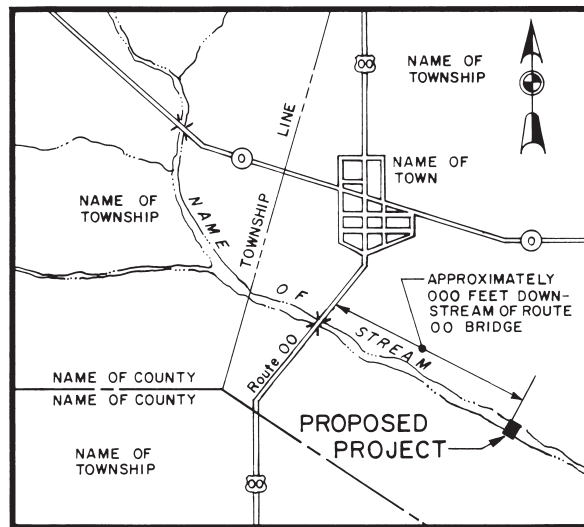 NAME OF
TOWNSHIP
00
LINE
O
NAME OF
TOWN
NAME OF
TOWNSHIP
NAME
TOWNSHIP
O
OF
APPROXIMATELY
000 FEET DOWN-
STREAM OF ROUTE
00 BRIDGE
STREAM
Route 00
NAME OF COUNTY
NAME OF COUNTY
PROPOSED
PROJECT
NAME OF
TOWNSHIP
00